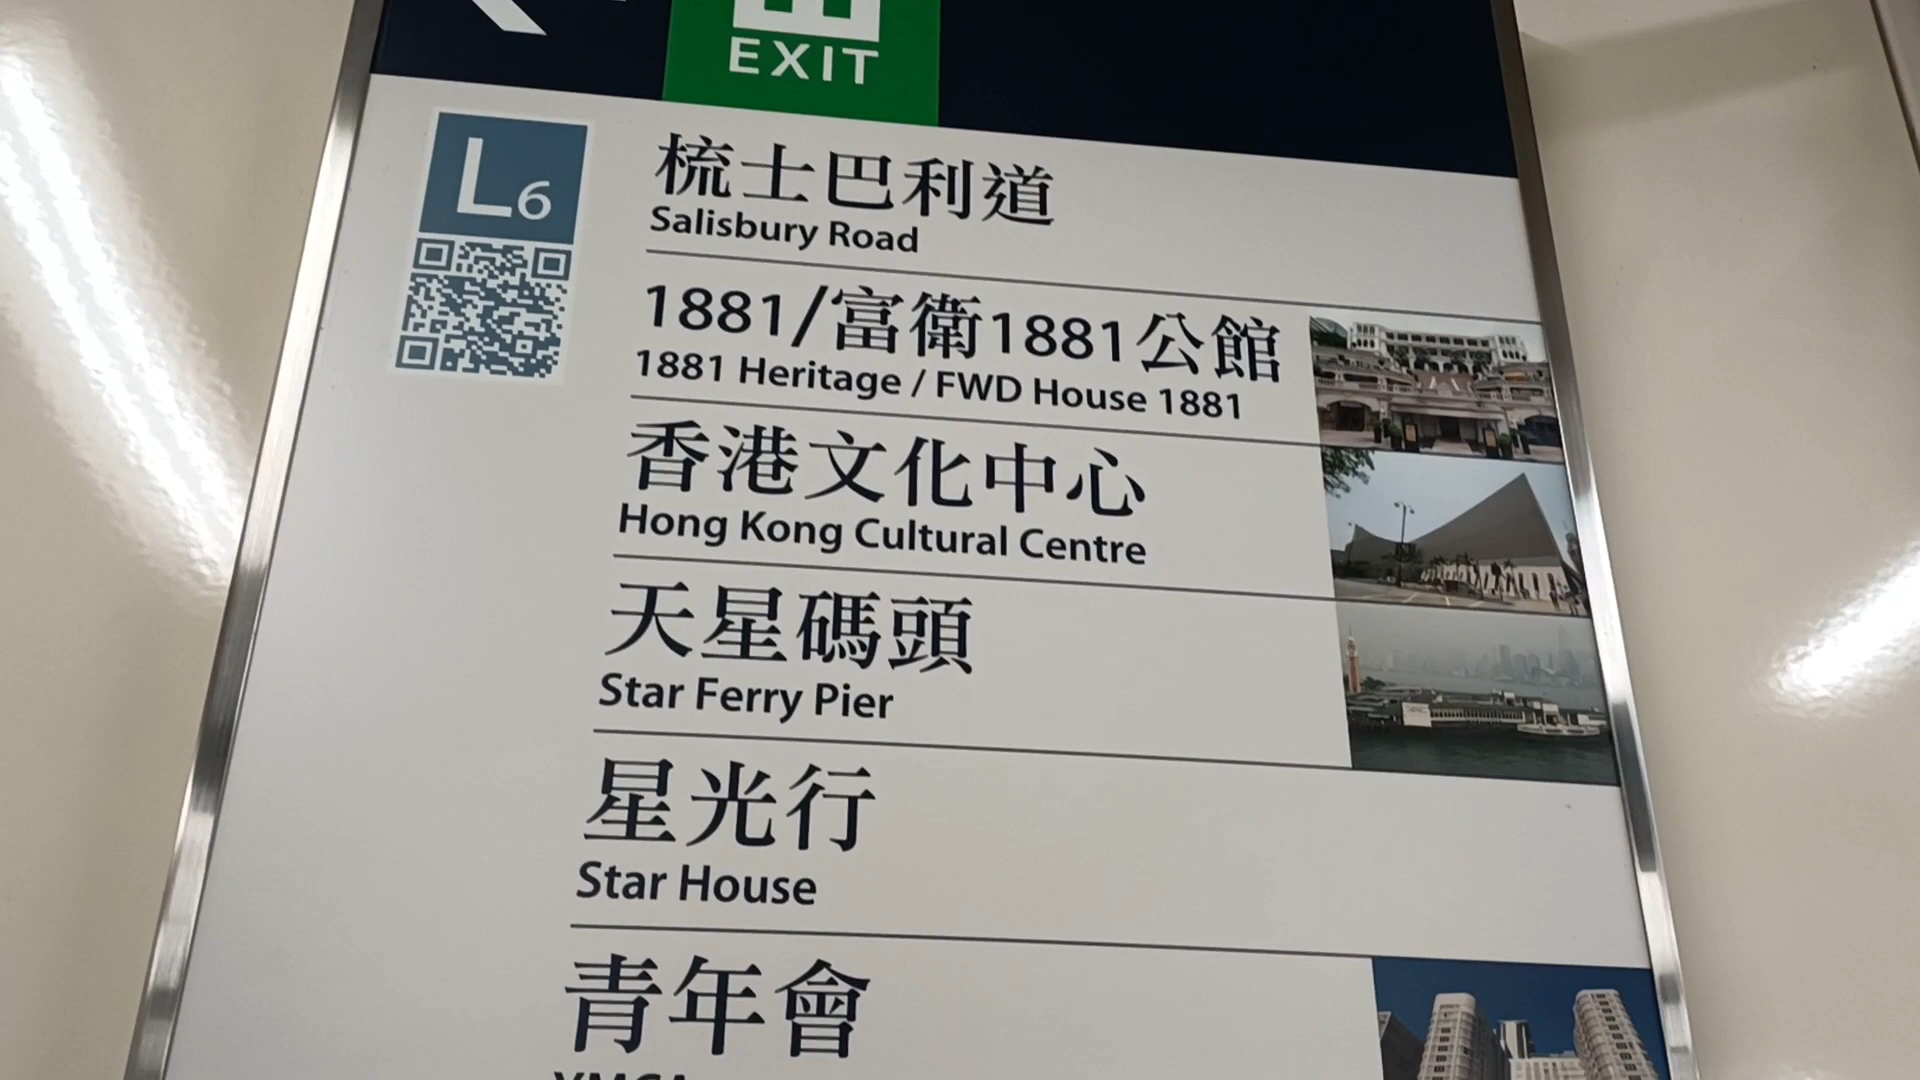 EXIT
L6
梳士巴利道
Salisbury Road
1881/富衛1881公館
1881 Heritage / FWD House 1881
香港文化中心
Hong Kong Cultural Centre
天星碼頭
Star Ferry Pier
星光行
Star House
青年會
YMCA